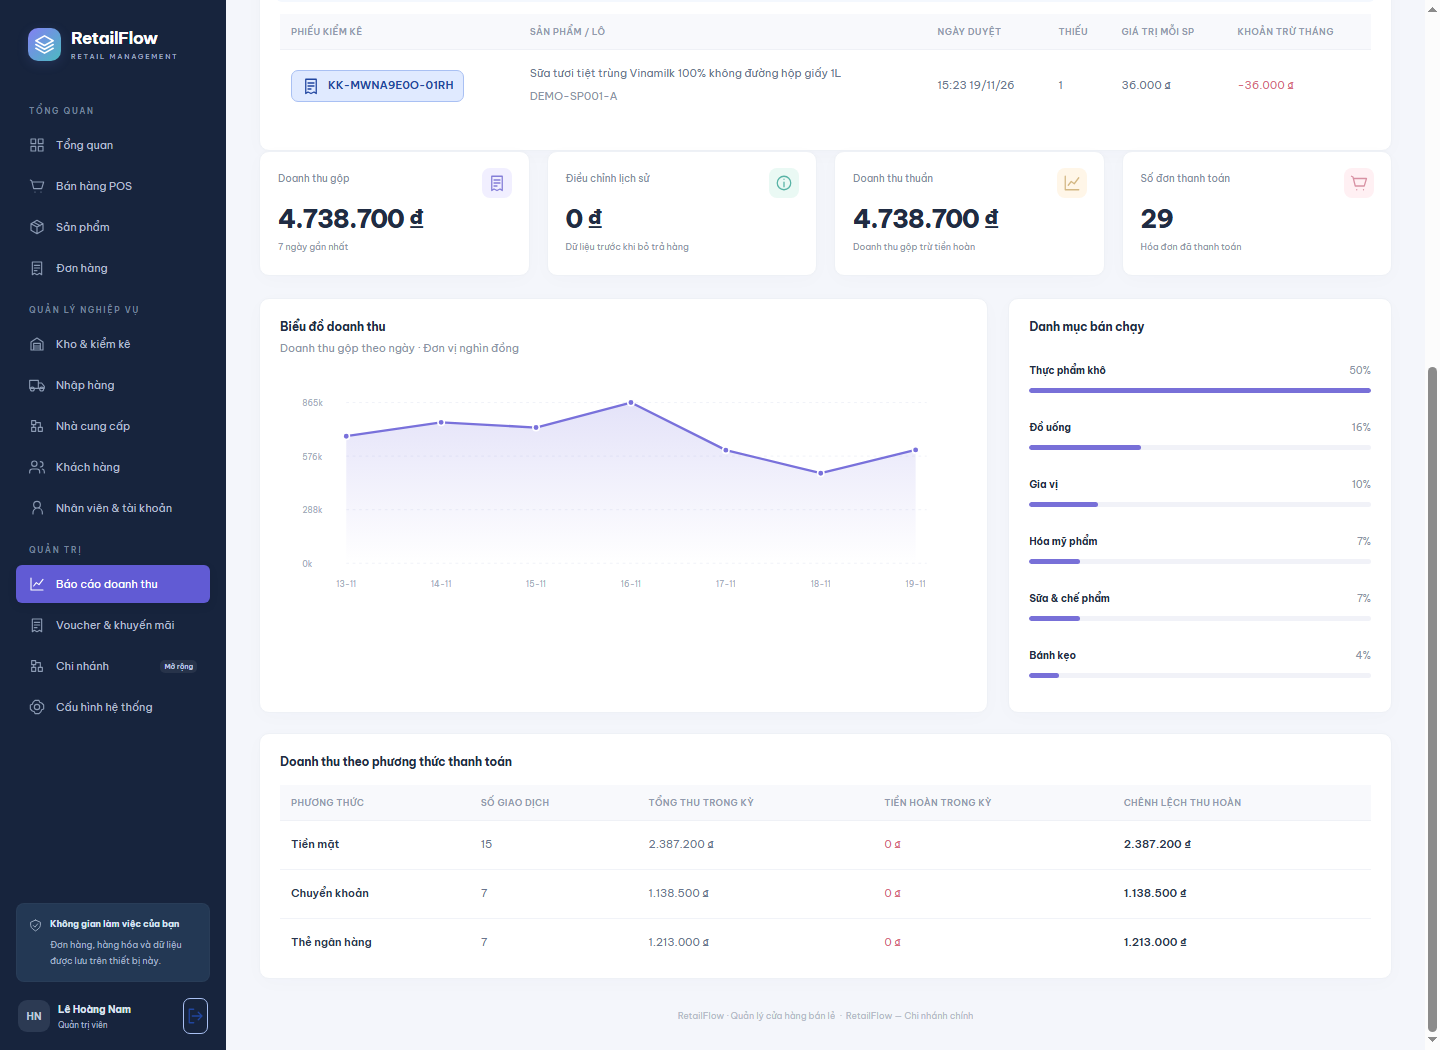 RetailFlow
RETAIL MANAGEMENT
TỔNG QUAN
Tổng quan
Bán hàng POS
Sản phẩm
Đơn hàng
QUẢN LÝ NGHIỆP VỤ
Kho & kiểm kê
Nhập hàng
Nhà cung cấp
Khách hàng
Nhân viên & tài khoản
QUẢN TRỊ
Báo cáo doanh thu
Voucher & khuyến mãi
Chi nhánh Mở rộng
Cấu hình hệ thống
Không gian làm việc của bạn
Đơn hàng, hàng hóa và dữ liệu
được lưu trên thiết bị này.
HN
Lê Hoàng Nam
Quản trị viên
PHIẾU KIỂM KÊ SẢN PHẨM / LÔ NGÀY DUYỆT THIẾU GIÁ TRỊ MỖI SP KHOẢN TRỪ THÁNG
KK-MWNA9E0O-01RH Sữa tươi tiệt trùng Vinamilk 100% không đường hộp giấy 1L 15:23 19/11/26 1 36.000 ₫ -36.000 ₫
DEMO-SP001-A
Doanh thu gộp
4.738.700 ₫
7 ngày gần nhất
Điều chỉnh lịch sử
0 ₫
Dữ liệu trước khi bỏ trả hàng
Doanh thu thuần
4.738.700 ₫
Doanh thu gộp trừ tiền hoàn
Số đơn thanh toán
29
Hóa đơn đã thanh toán
Biểu đồ doanh thu
Doanh thu gộp theo ngày · Đơn vị nghìn đồng
865k
576k
288k
0k
13-11 14-11 15-11 16-11 17-11 18-11 19-11
Danh mục bán chạy
Thực phẩm khô 50%
Đồ uống 16%
Gia vị 10%
Hóa mỹ phẩm 7%
Sữa & chế phẩm 7%
Bánh kẹo 4%
Doanh thu theo phương thức thanh toán
PHƯƠNG THỨC SỐ GIAO DỊCH TỔNG THU TRONG KỲ TIỀN HOÀN TRONG KỲ CHÊNH LỆCH THU HOÀN
Tiền mặt 15 2.387.200 ₫ 0 ₫ 2.387.200 ₫
Chuyển khoản 7 1.138.500 ₫ 0 ₫ 1.138.500 ₫
Thẻ ngân hàng 7 1.213.000 ₫ 0 ₫ 1.213.000 ₫
RetailFlow · Quản lý cửa hàng bán lẻ · RetailFlow — Chi nhánh chính